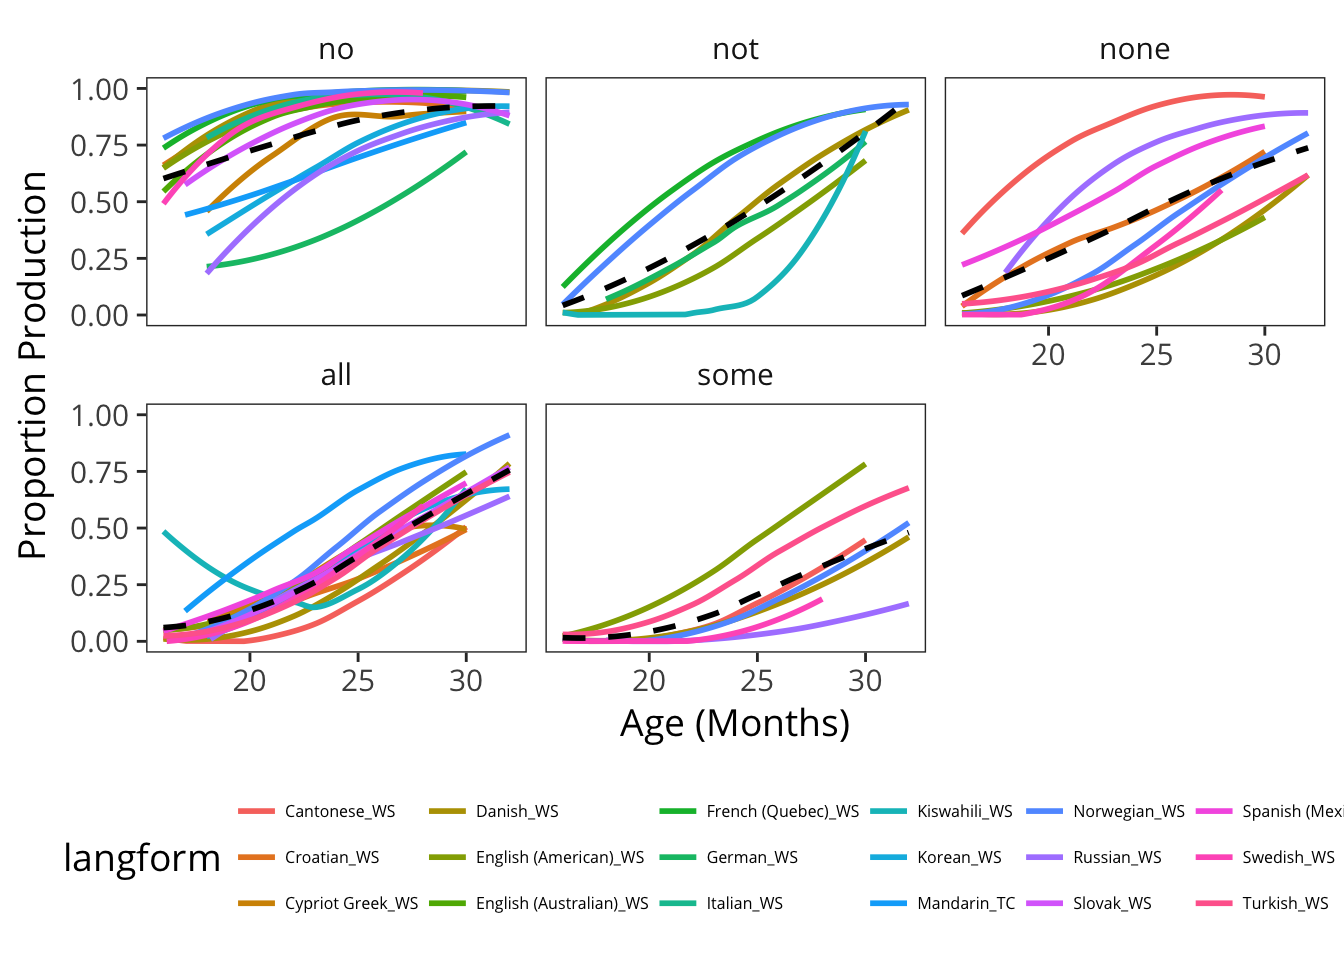 no not none
1.00
0.75
0.50
0.25
0.00
20 25 30
all some
1.00
0.75
0.50
0.25
0.00
20 25 30 20 25 30
Proportion Production
Age (Months)
langform
Cantonese_WS Danish_WS French (Quebec)_WS Kiswahili_WS Norwegian_WS Spanish (Mexi
Croatian_WS English (American)_WS German_WS Korean_WS Russian_WS Swedish_WS
Cypriot Greek_WS English (Australian)_WS Italian_WS Mandarin_TC Slovak_WS Turkish_WS